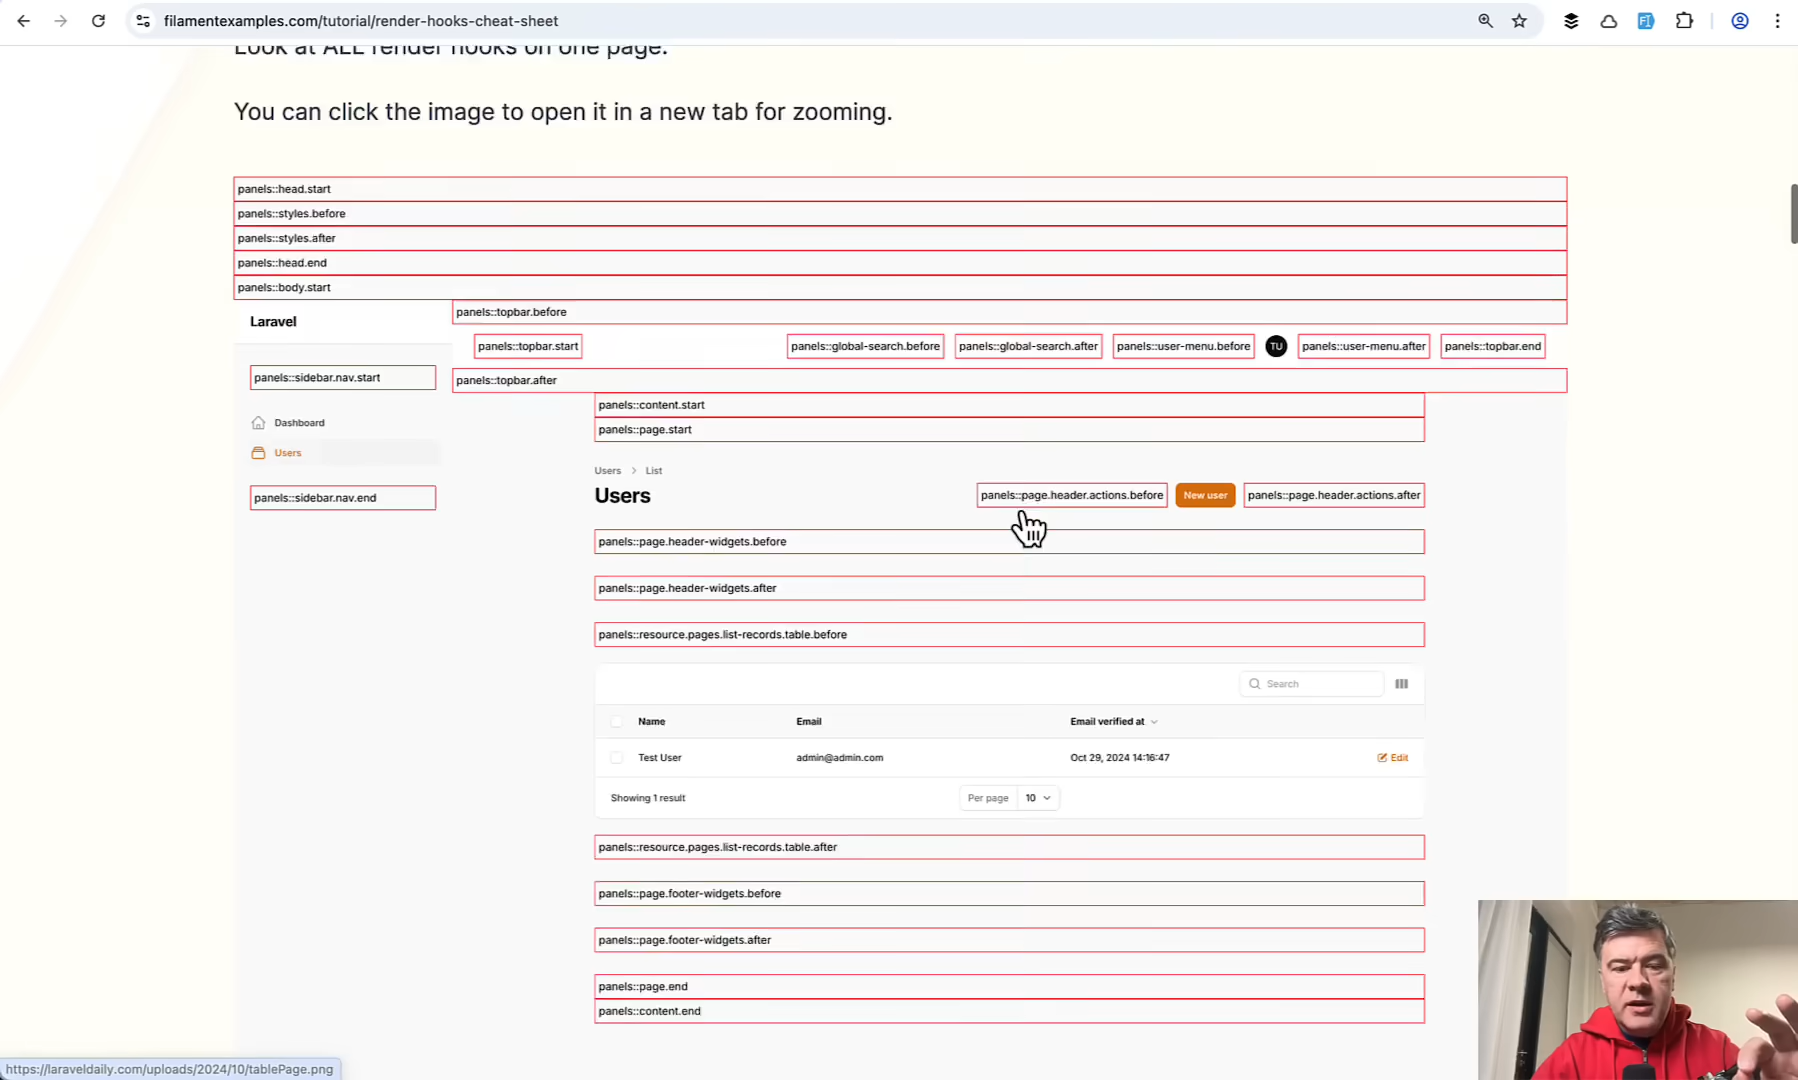 filamentexamples.com/tutorial/render-hooks-cheat-sheet
Look at ALL render hooks on one page.
You can click the image to open it in a new tab for zooming.
panels::head.start
panels::styles.before
panels::styles.after
panels::head.end
panels::body.start
Laravel
panels::topbar.before
panels::topbar.start
panels::global-search.before
panels::global-search.after
panels::user-menu.before
TU
panels::user-menu.after
panels::topbar.end
panels::sidebar.nav.start
panels::topbar.after
panels::content.start
Dashboard
panels::page.start
Users
Users > List
panels::sidebar.nav.end
Users
panels::page.header.actions.before
New user
panels::page.header.actions.after
panels::page.header-widgets.before
panels::page.header-widgets.after
panels::resource.pages.list-records.table.before
Search
Name Email Email verified at
Test User admin@admin.com Oct 29, 2024 14:16:47 Edit
Showing 1 result Per page 10
panels::resource.pages.list-records.table.after
panels::page.footer-widgets.before
panels::page.footer-widgets.after
panels::page.end
panels::content.end
https://laraveldaily.com/uploads/2024/10/tablePage.png